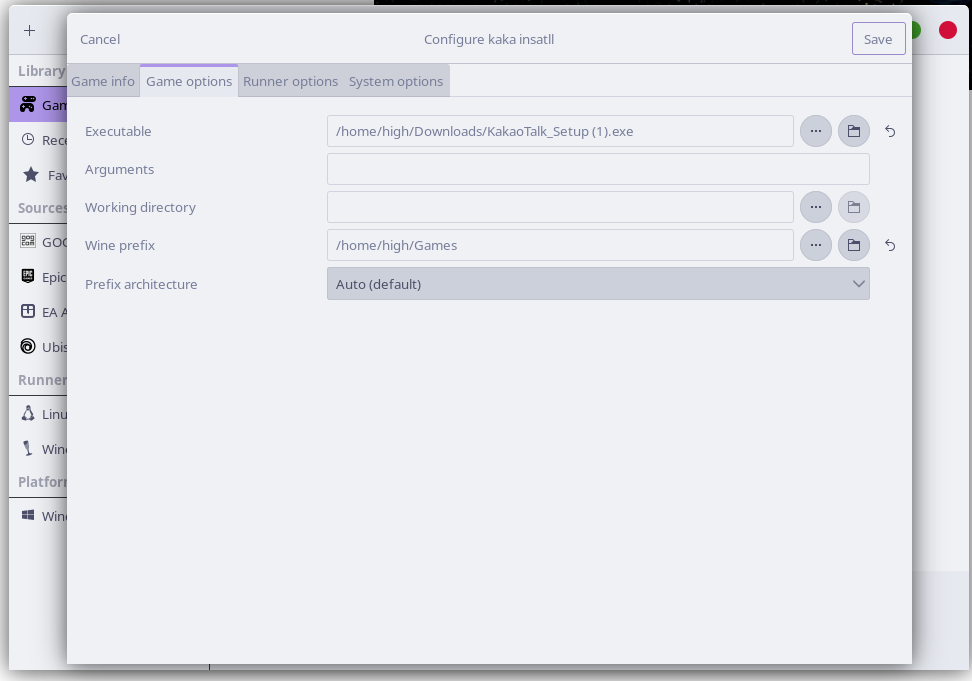 Cancel
Configure kaka insatll
Save
Library
Game info
Game options
Runner options
System options
Gam
Rece
Fav
Sources
GOG
Epic
EA A
Ubis
Runner
Linu
Wine
Platform
Wind
Executable
/home/high/Downloads/KakaoTalk_Setup (1).exe
Arguments
Working directory
Wine prefix
/home/high/Games
Prefix architecture
Auto (default)